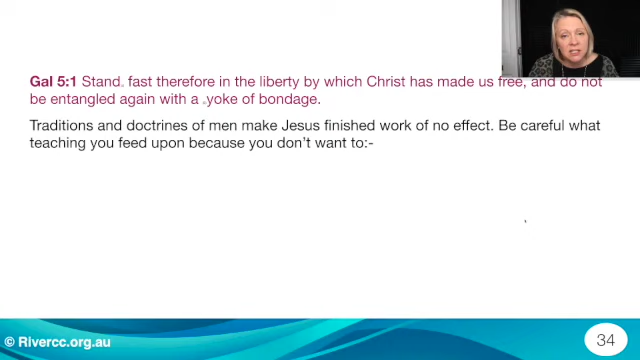 Gal 5:1 Stand fast therefore in the liberty by which Christ has made us free, and do not
be entangled again with a yoke of bondage.
Traditions and doctrines of men make Jesus finished work of no effect. Be careful what
teaching you feed upon because you don't want to:-
© Rivercc.org.au
34